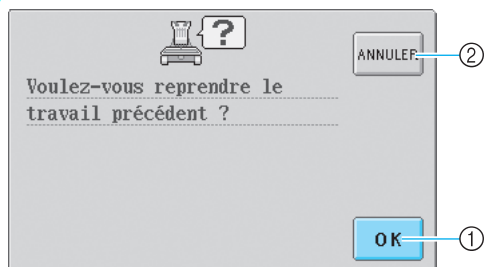 ?
ANNULER
②
Voulez-vous reprendre le
travail précédent ?
OK
①